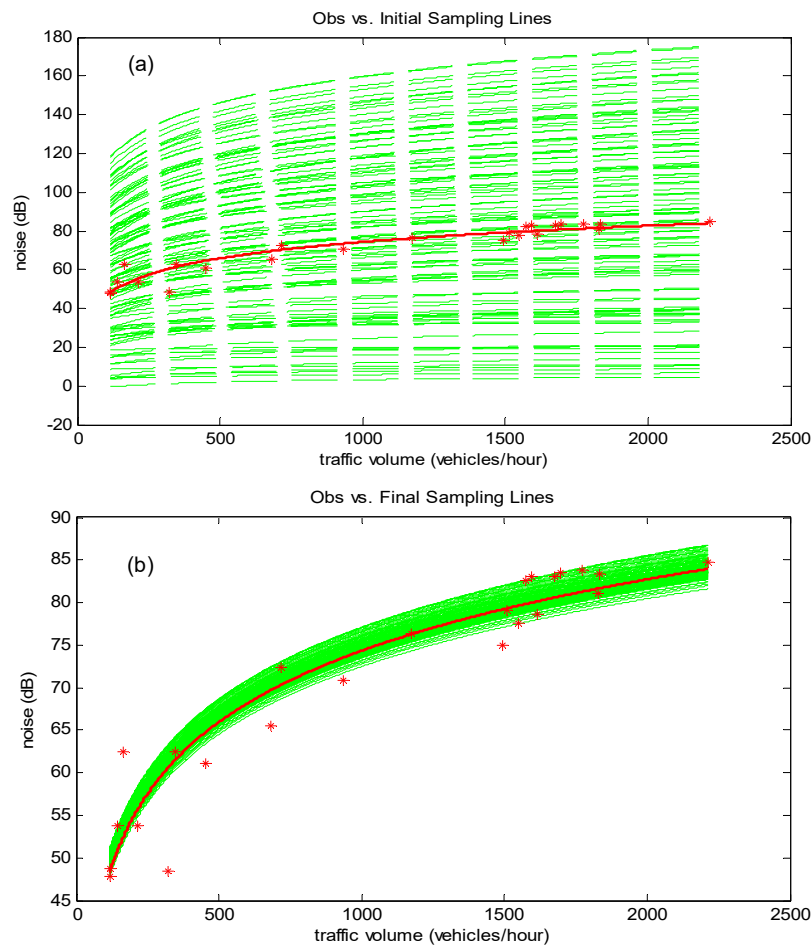 Obs vs. Initial Sampling Lines
(a)
180
160
140
120
100
80
60
40
20
0
-20
noise (dB)
0 500 1000 1500 2000 2500
traffic volume (vehicles/hour)
Obs vs. Final Sampling Lines
(b)
90
85
80
75
70
65
60
55
50
45
noise (dB)
0 500 1000 1500 2000 2500
traffic volume (vehicles/hour)